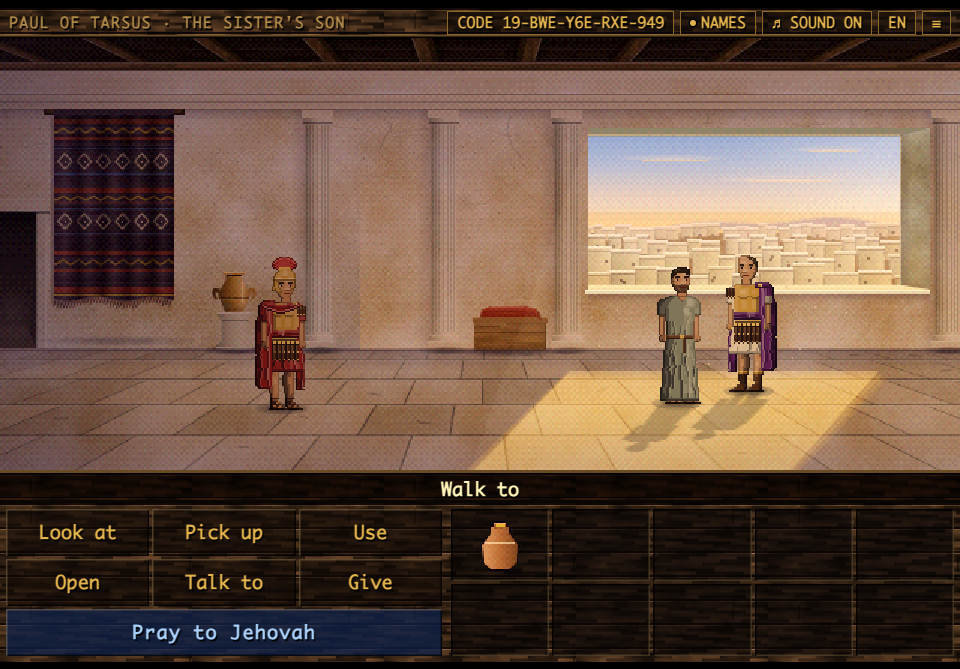 PAUL OF TARSUS · THE SISTER'S SON
CODE 19-BWE-Y6E-RXE-949
• NAMES
♬ SOUND ON
EN
≡
Walk to
Look at
Pick up
Use
Open
Talk to
Give
Pray to Jehovah